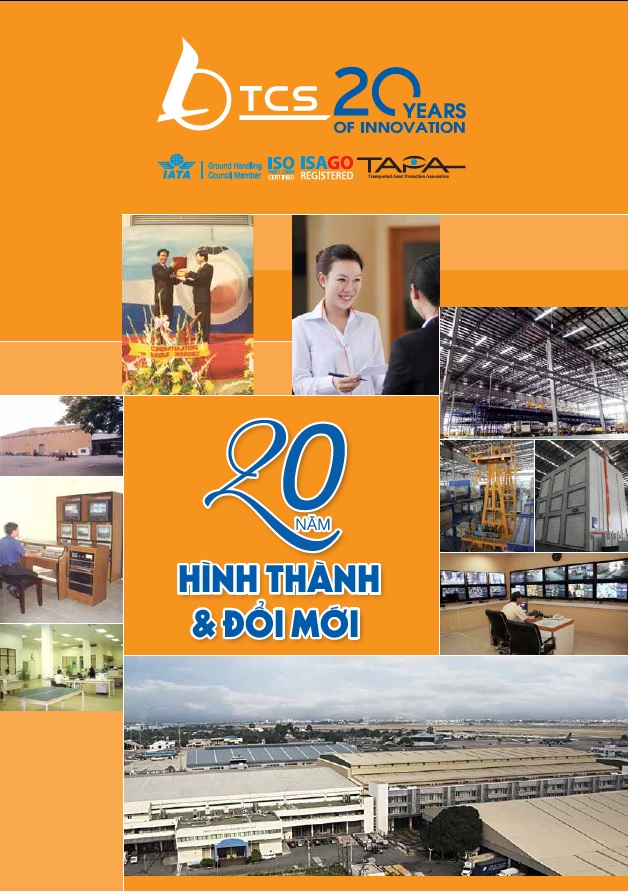 TCS
20 YEARS
OF INNOVATION
IATA
Ground Handling
Council Member
ISO
CERTIFIED
ISAGO
REGISTERED
TAPA
Transported Asset Protection Association
20
NĂM
HÌNH THÀNH
& ĐỔI MỚI